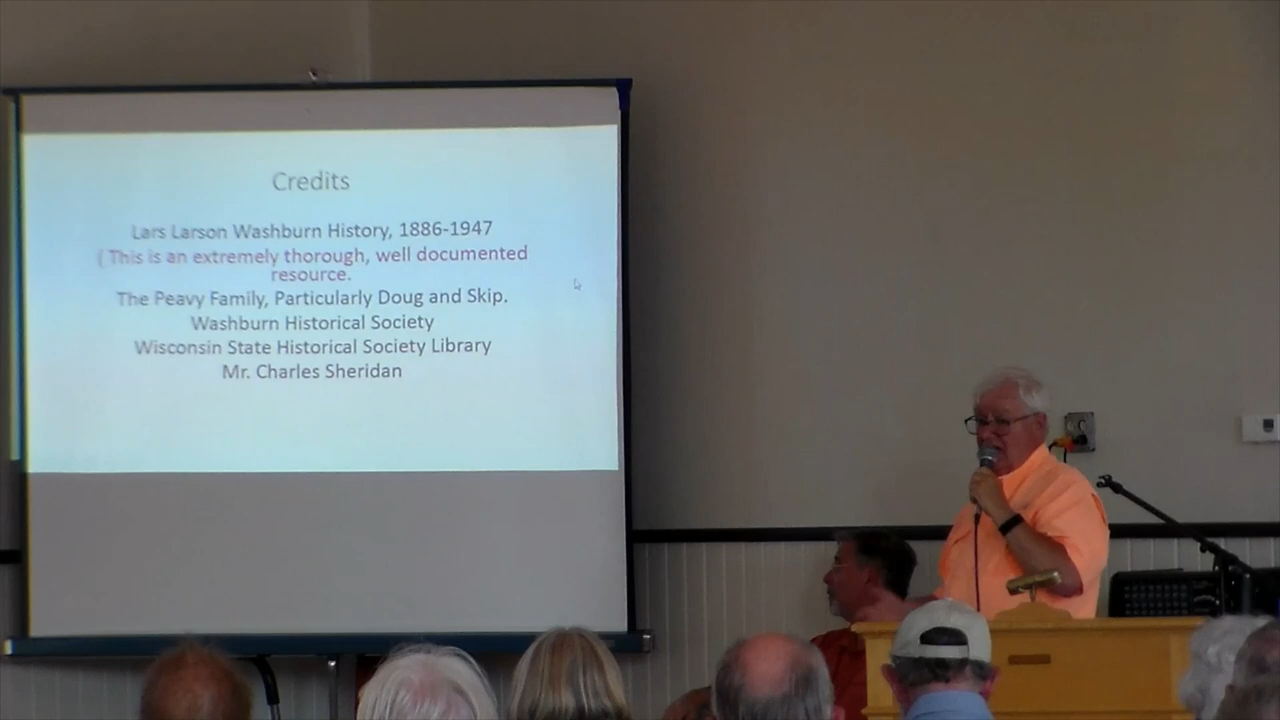 Credits
Lars Larson Washburn History, 1886-1947
( This is an extremely thorough, well documented
resource.
The Peavy Family, Particularly Doug and Skip.
Washburn Historical Society
Wisconsin State Historical Society Library
Mr. Charles Sheridan